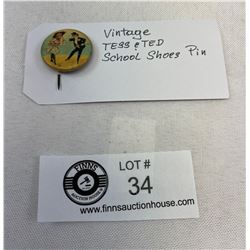 Vintage
TESS & TED
School Shoes Pin
FINNS
AUCTION HOUSE
LOT #
34
www.finnsauctionhouse.com